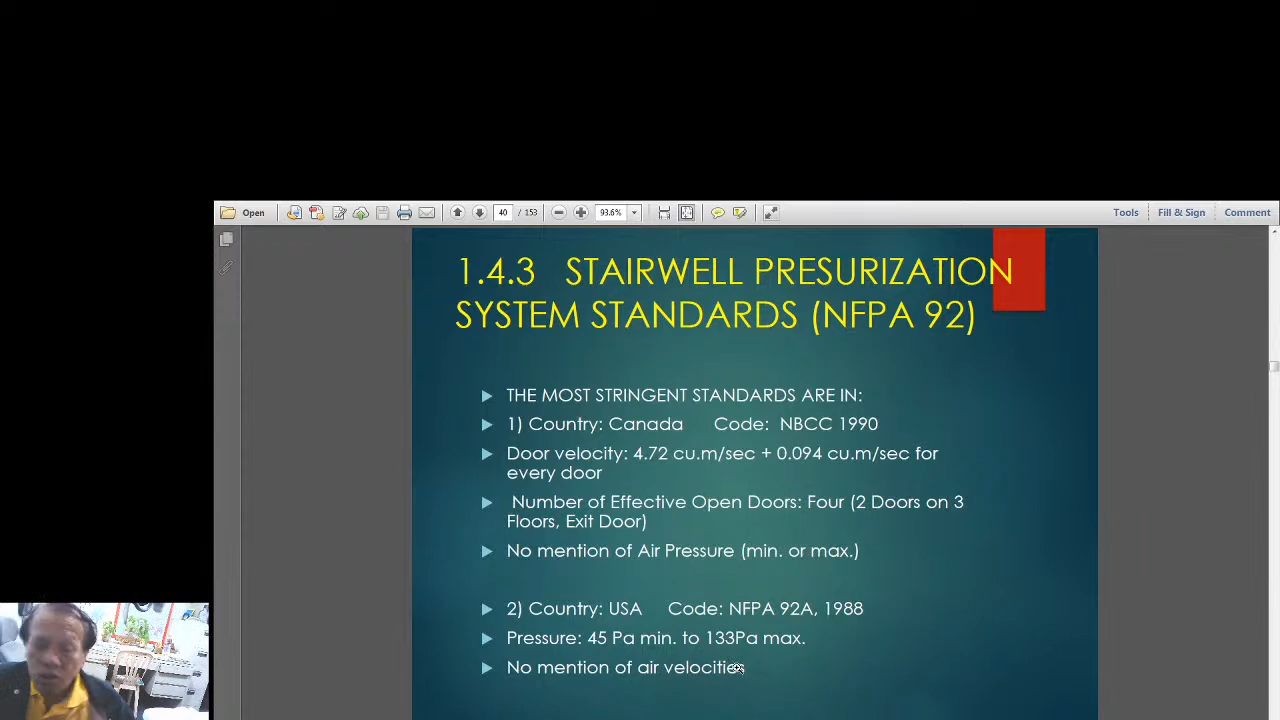 Open
40 / 153
93.6%
Tools
Fill & Sign
Comment
1.4.3 STAIRWELL PRESURIZATION
SYSTEM STANDARDS (NFPA 92)
THE MOST STRINGENT STANDARDS ARE IN:
1) Country: Canada Code: NBCC 1990
Door velocity: 4.72 cu.m/sec + 0.094 cu.m/sec for
every door
Number of Effective Open Doors: Four (2 Doors on 3
Floors, Exit Door)
No mention of Air Pressure (min. or max.)
2) Country: USA Code: NFPA 92A, 1988
Pressure: 45 Pa min. to 133Pa max.
No mention of air velocities